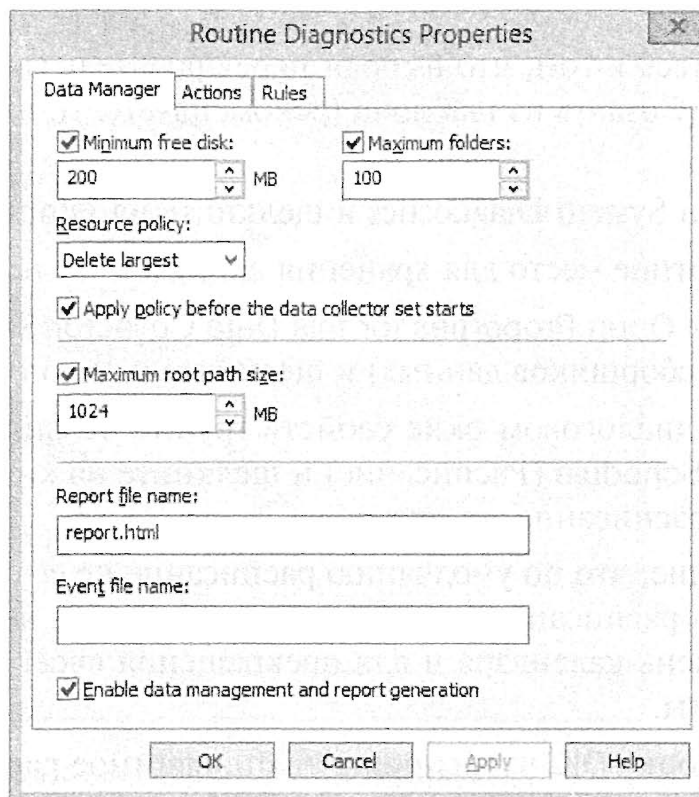 Routine Diagnostics Properties
Data Manager Actions Rules
Minimum free disk: Maximum folders:
200 MB 100
Resource policy:
Delete largest
Apply policy before the data collector set starts
Maximum root path size:
1024 MB
Report file name:
report.html
Event file name:
Enable data management and report generation
OK Cancel Apply Help